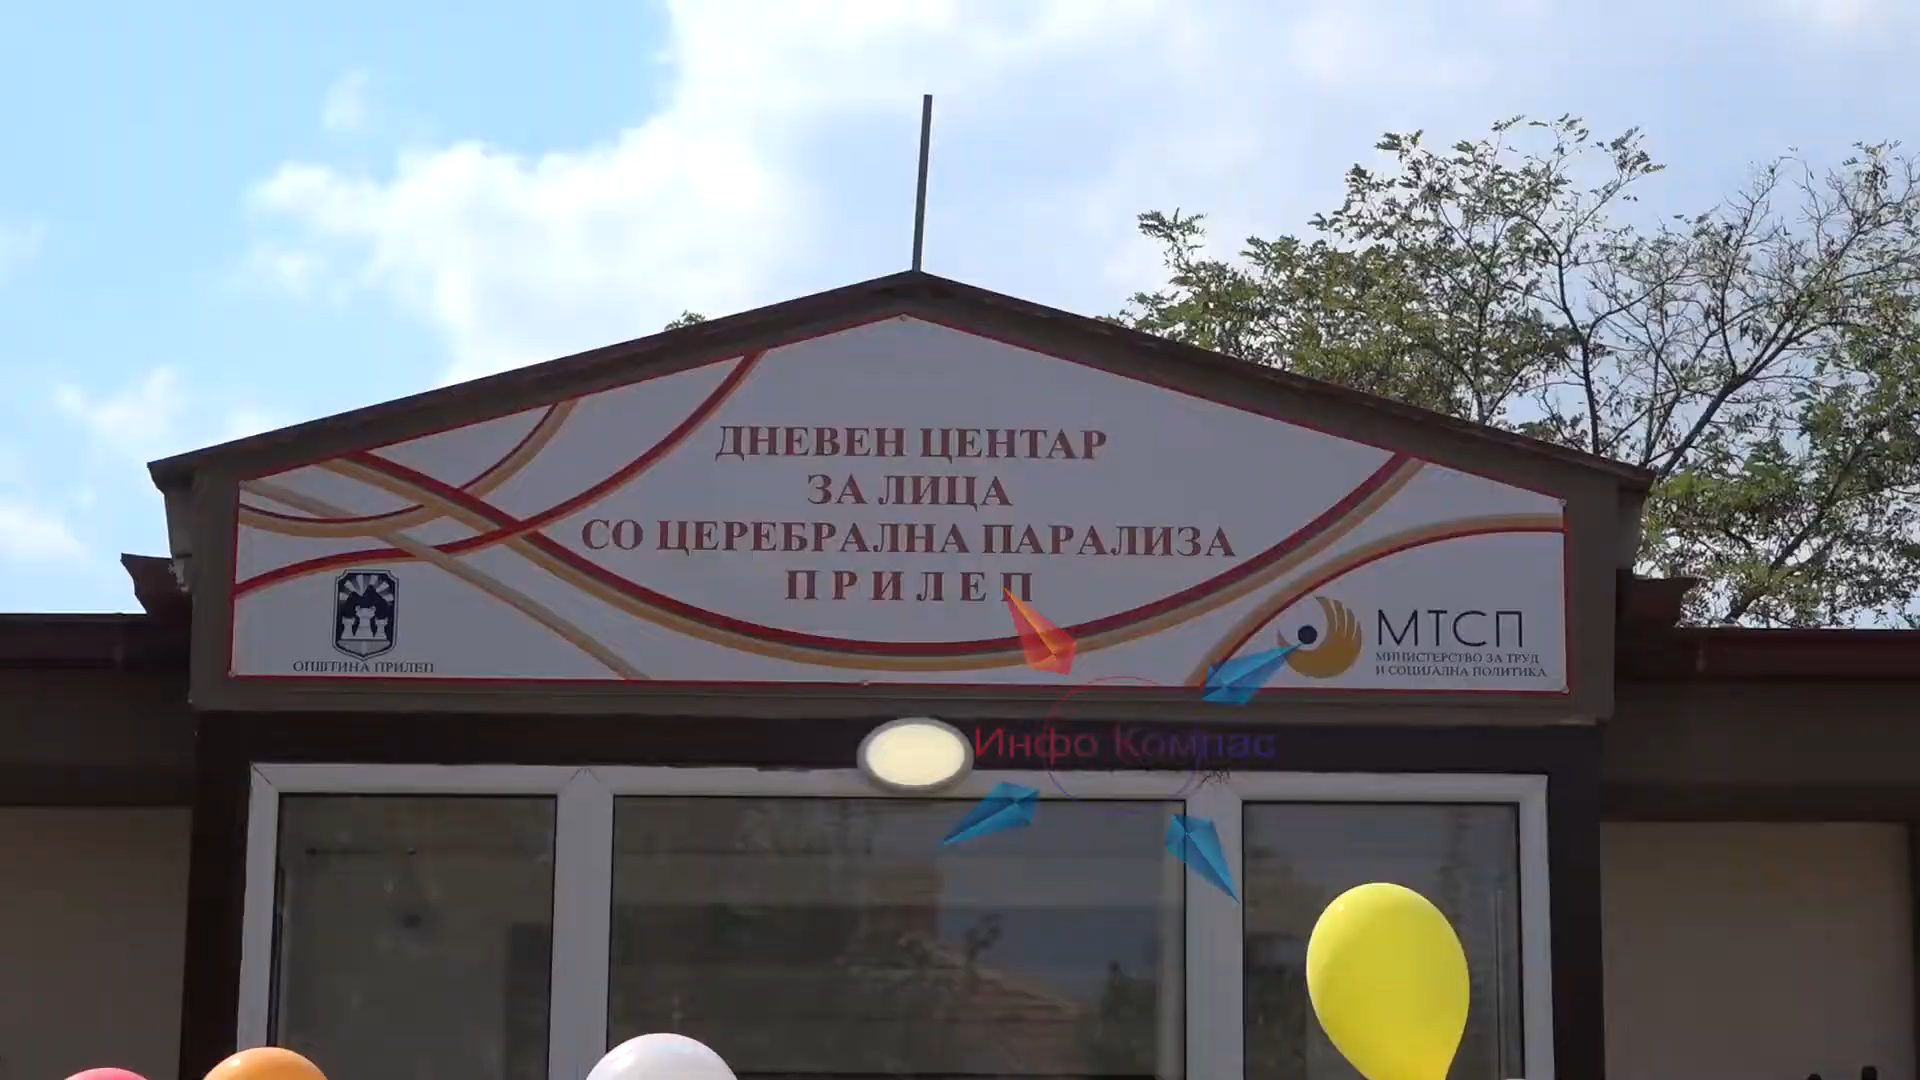 ДНЕВЕН ЦЕНТАР
ЗА ЛИЦА
СО ЦЕРЕБРАЛНА ПАРАЛИЗА
ПРИЛЕП
ОПШТИНА ПРИЛЕП
МТСП
МИНИСТЕРСТВО ЗА ТРУД
И СОЦИЈАЛНА ПОЛИТИКА
Инфо Компас